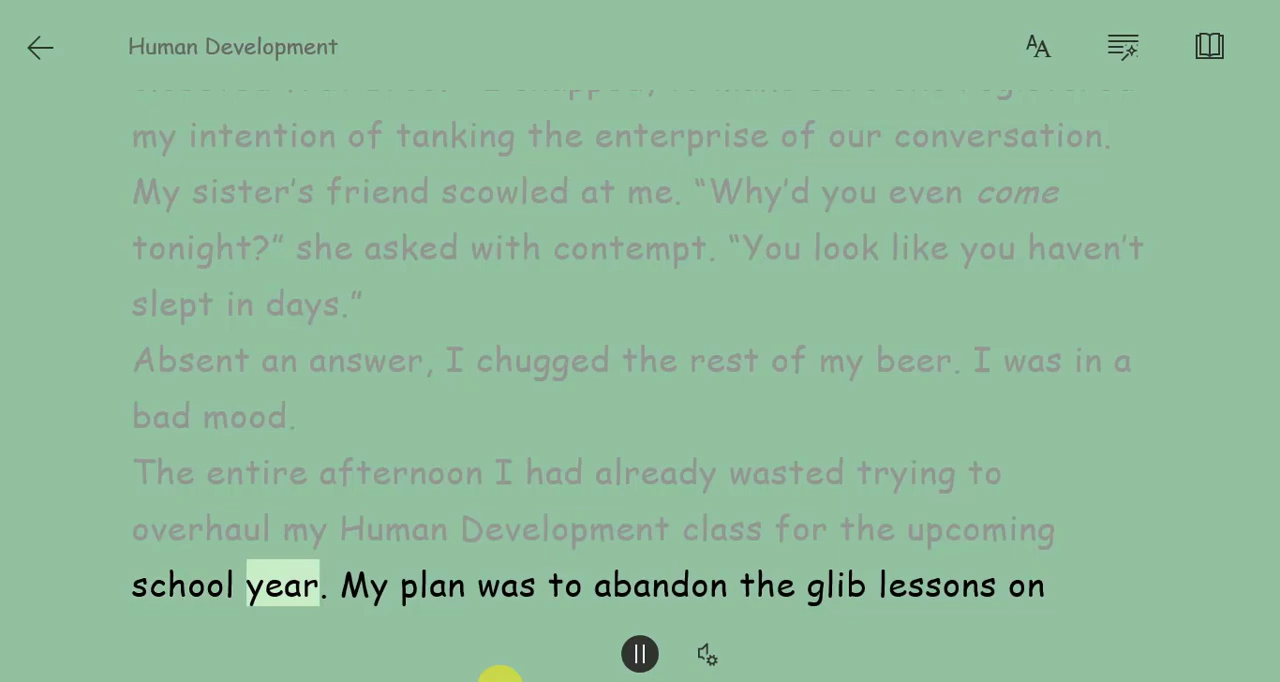 Human Development
my intention of tanking the enterprise of our conversation.
My sister's friend scowled at me. “Why'd you even come
tonight?” she asked with contempt. “You look like you haven't
slept in days.”
Absent an answer, I chugged the rest of my beer. I was in a
bad mood.
The entire afternoon I had already wasted trying to
overhaul my Human Development class for the upcoming
school year. My plan was to abandon the glib lessons on